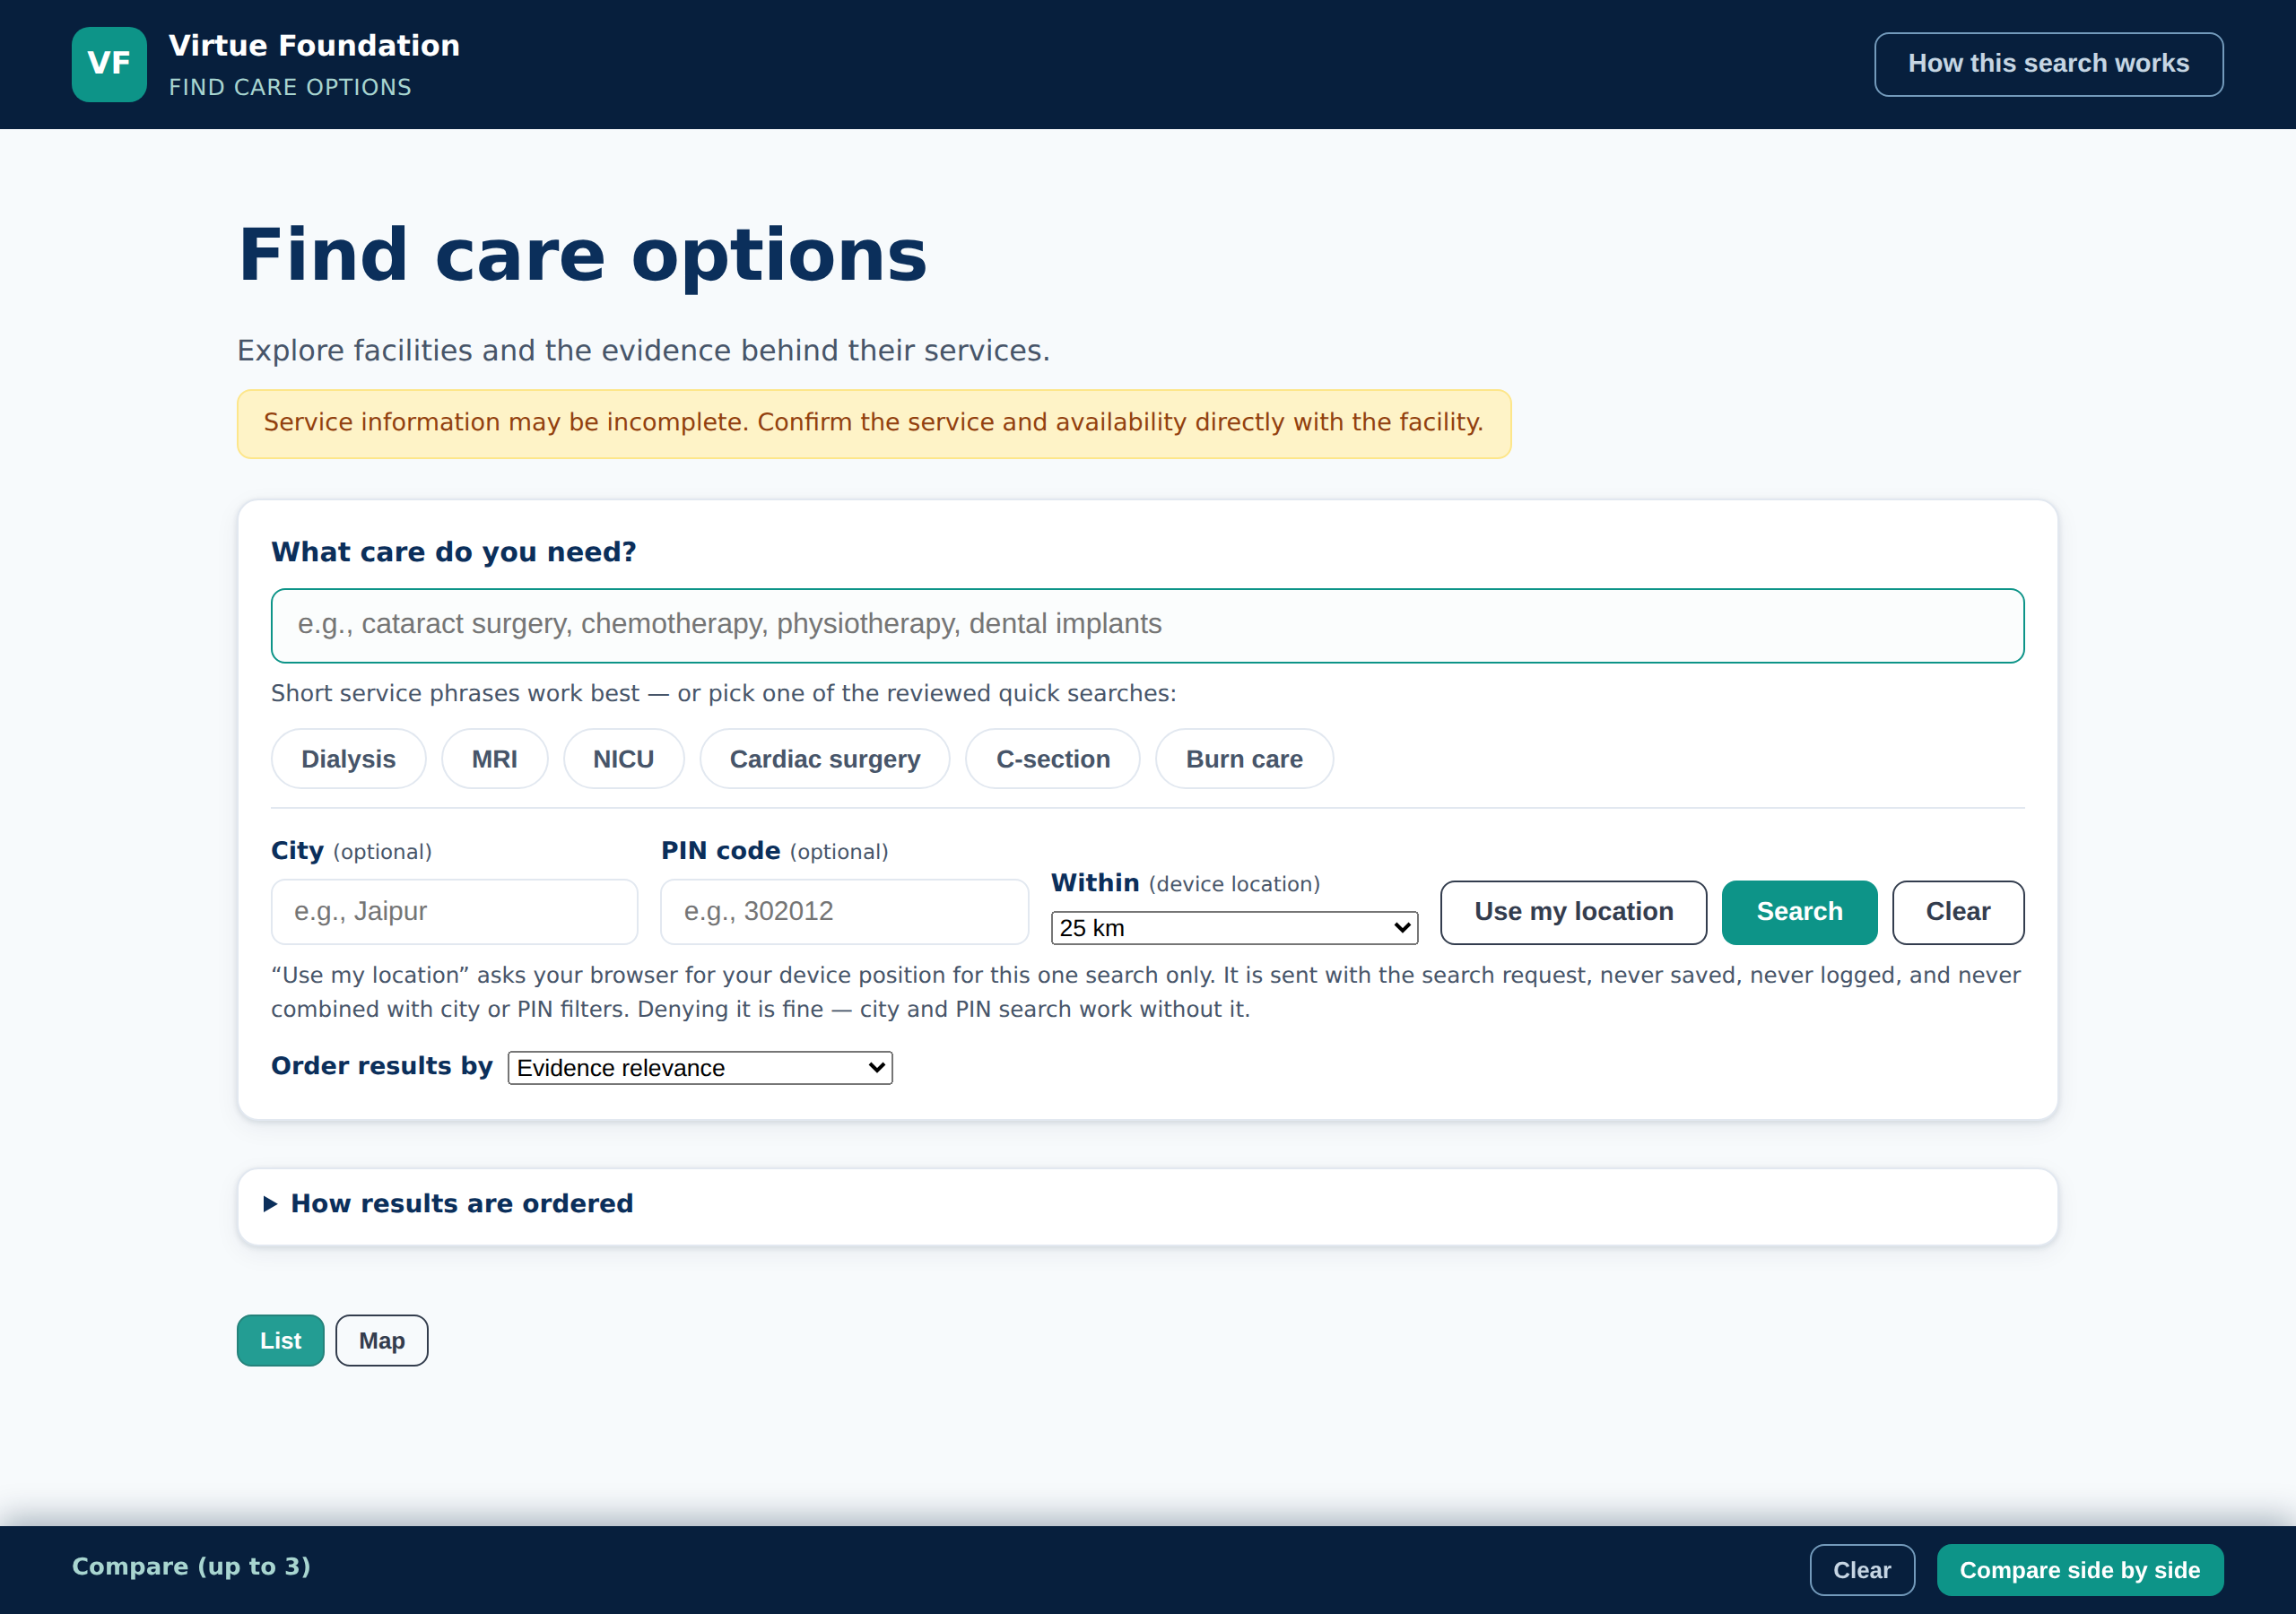 VF
Virtue Foundation
FIND CARE OPTIONS
How this search works
Find care options
Explore facilities and the evidence behind their services.
Service information may be incomplete. Confirm the service and availability directly with the facility.
What care do you need?
e.g., cataract surgery, chemotherapy, physiotherapy, dental implants
Short service phrases work best — or pick one of the reviewed quick searches:
Dialysis MRI NICU Cardiac surgery C-section Burn care
City (optional) PIN code (optional) Within (device location)
e.g., Jaipur e.g., 302012 25 km Use my location Search Clear
“Use my location” asks your browser for your device position for this one search only. It is sent with the search request, never saved, never logged, and never
combined with city or PIN filters. Denying it is fine — city and PIN search work without it.
Order results by Evidence relevance
How results are ordered
List Map
Compare (up to 3) Clear Compare side by side